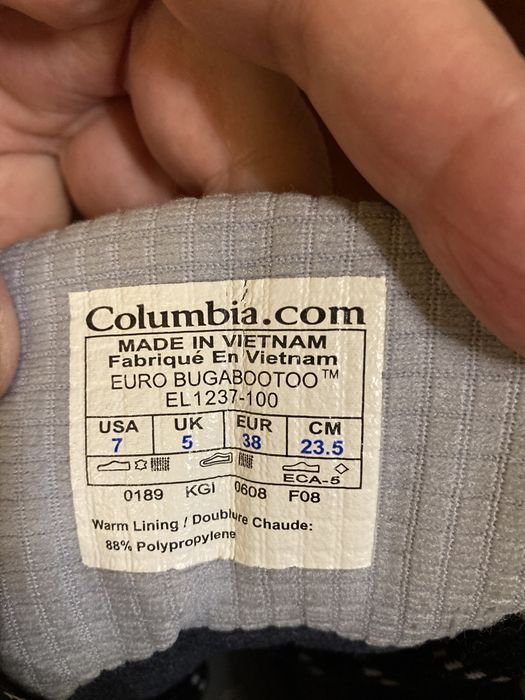 Columbia.com
MADE IN VIETNAM
Fabriqué En Vietnam
EURO BUGABOOTOO™
EL1237-100
USA UK EUR CM
7 5 38 23.5
ECA-5
0189 KGI 0608 F08
Warm Lining / Doublure Chaude:
88% Polypropylene